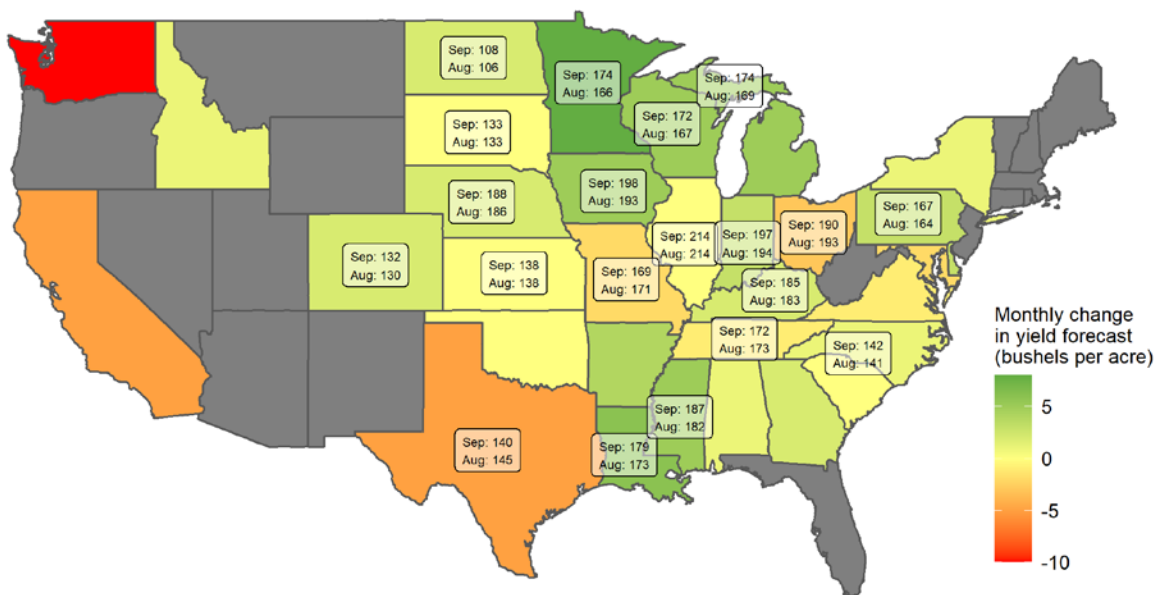 Sep: 108
Aug: 106
Sep: 174
Aug: 166
Sep: 174
Aug: 169
Sep: 172
Aug: 167
Sep: 133
Aug: 133
Sep: 198
Aug: 193
Sep: 188
Aug: 186
Sep: 167
Aug: 164
Sep: 214
Aug: 214
Sep: 197
Aug: 194
Sep: 190
Aug: 193
Sep: 132
Aug: 130
Sep: 138
Aug: 138
Sep: 169
Aug: 171
Sep: 185
Aug: 183
Sep: 172
Aug: 173
Sep: 142
Aug: 141
Sep: 187
Aug: 182
Sep: 140
Aug: 145
Sep: 179
Aug: 173
Monthly change
in yield forecast
(bushels per acre)
5
0
-5
-10